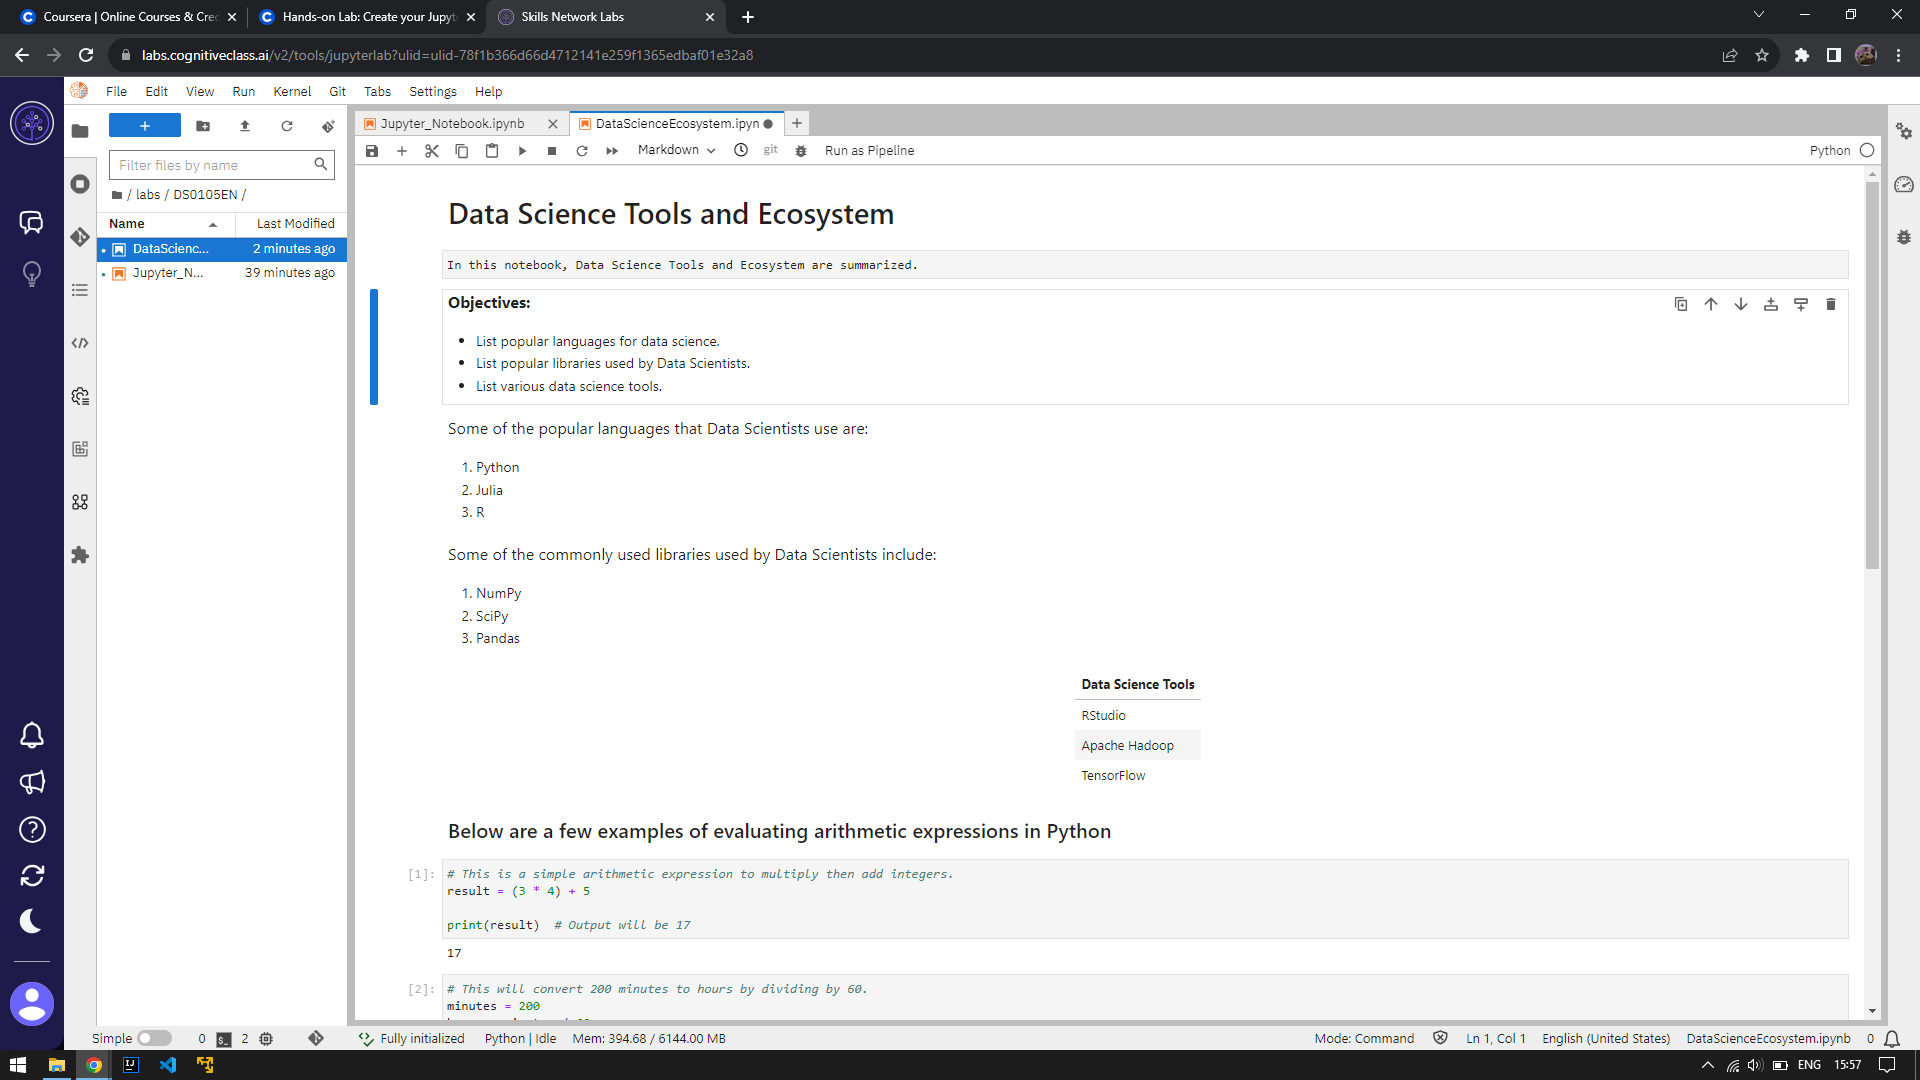 Coursera | Online Courses & Cre
Hands-on Lab: Create your Jupyt
Skills Network Labs
labs.cognitiveclass.ai/v2/tools/jupyterlab?ulid=ulid-78f1b366d66d4712141e259f1365edbaf01e32a8
File Edit View Run Kernel Git Tabs Settings Help
Jupyter_Notebook.ipynb
DataScienceEcosystem.ipyn
Filter files by name
Markdown
git
Run as Pipeline
Python
/ labs / DS0105EN /
Name
Last Modified
DataScienc... 2 minutes ago
Jupyter_N... 39 minutes ago
Data Science Tools and Ecosystem
In this notebook, Data Science Tools and Ecosystem are summarized.
Objectives:
List popular languages for data science.
List popular libraries used by Data Scientists.
List various data science tools.
Some of the popular languages that Data Scientists use are:
1. Python
2. Julia
3. R
Some of the commonly used libraries used by Data Scientists include:
1. NumPy
2. SciPy
3. Pandas
Data Science Tools
RStudio
Apache Hadoop
TensorFlow
Below are a few examples of evaluating arithmetic expressions in Python
[1]: # This is a simple arithmetic expression to multiply then add integers.
result = (3 * 4) + 5
print(result)  # Output will be 17
17
[2]: # This will convert 200 minutes to hours by dividing by 60.
minutes = 200
Simple 0 2 Fully initialized Python | Idle Mem: 394.68 / 6144.00 MB Mode: Command Ln 1, Col 1 English (United States) DataScienceEcosystem.ipynb 0
ENG 15:57